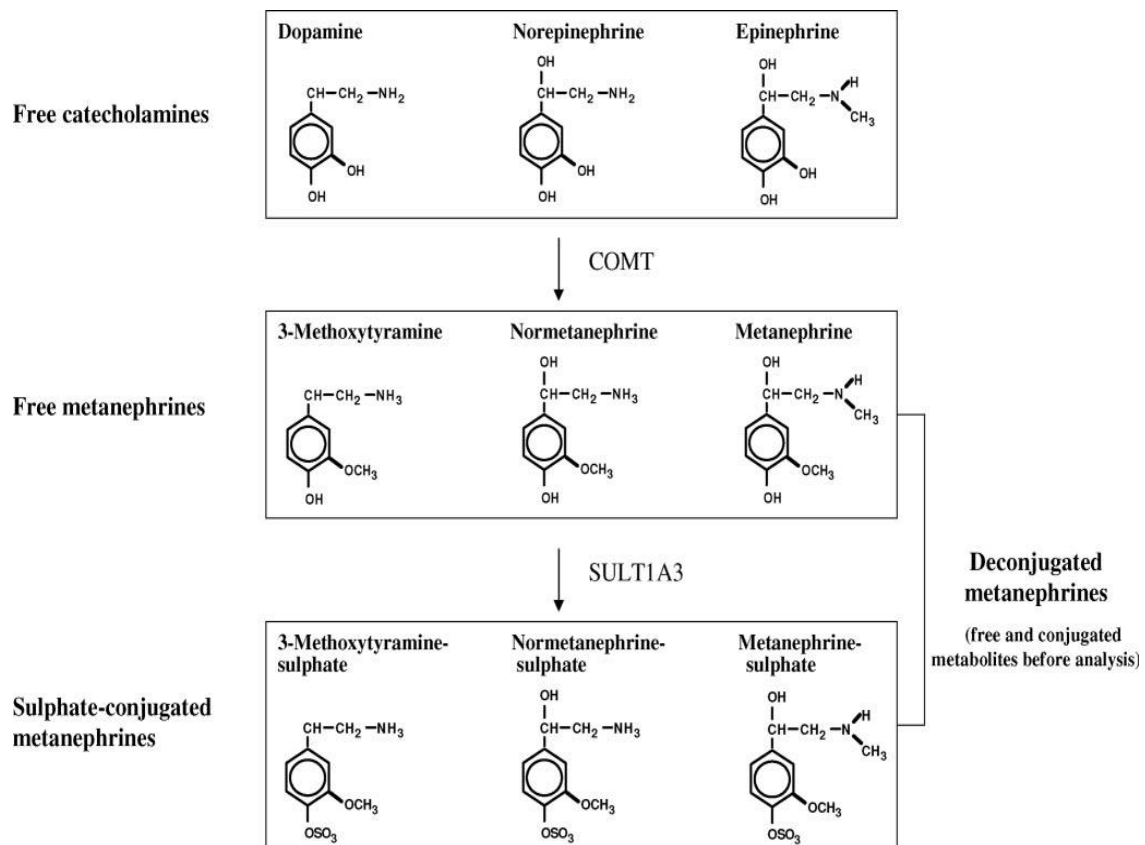 Dopamine
Norepinephrine
Epinephrine
Free catecholamines
CH—CH2—NH2
OH
OH
OH
CH—CH2—NH2
OH
OH
OH
CH—CH2—N
H
CH3
OH
OH
COMT
3-Methoxytyramine
Normetanephrine
Metanephrine
Free metanephrines
CH—CH2—NH3
OCH3
OH
OH
CH—CH2—NH3
OCH3
OH
OH
CH—CH2—N
H
CH3
OCH3
OH
SULT1A3
Deconjugated
metanephrines
(free and conjugated
metabolites before analysis)
3-Methoxytyramine-
sulphate
Normetanephrine-
sulphate
Metanephrine-
sulphate
Sulphate-conjugated
metanephrines
CH—CH2—NH3
OCH3
OSO3
OH
CH—CH2—NH3
OCH3
OSO3
OH
CH—CH2—N
H
CH3
OCH3
OSO3